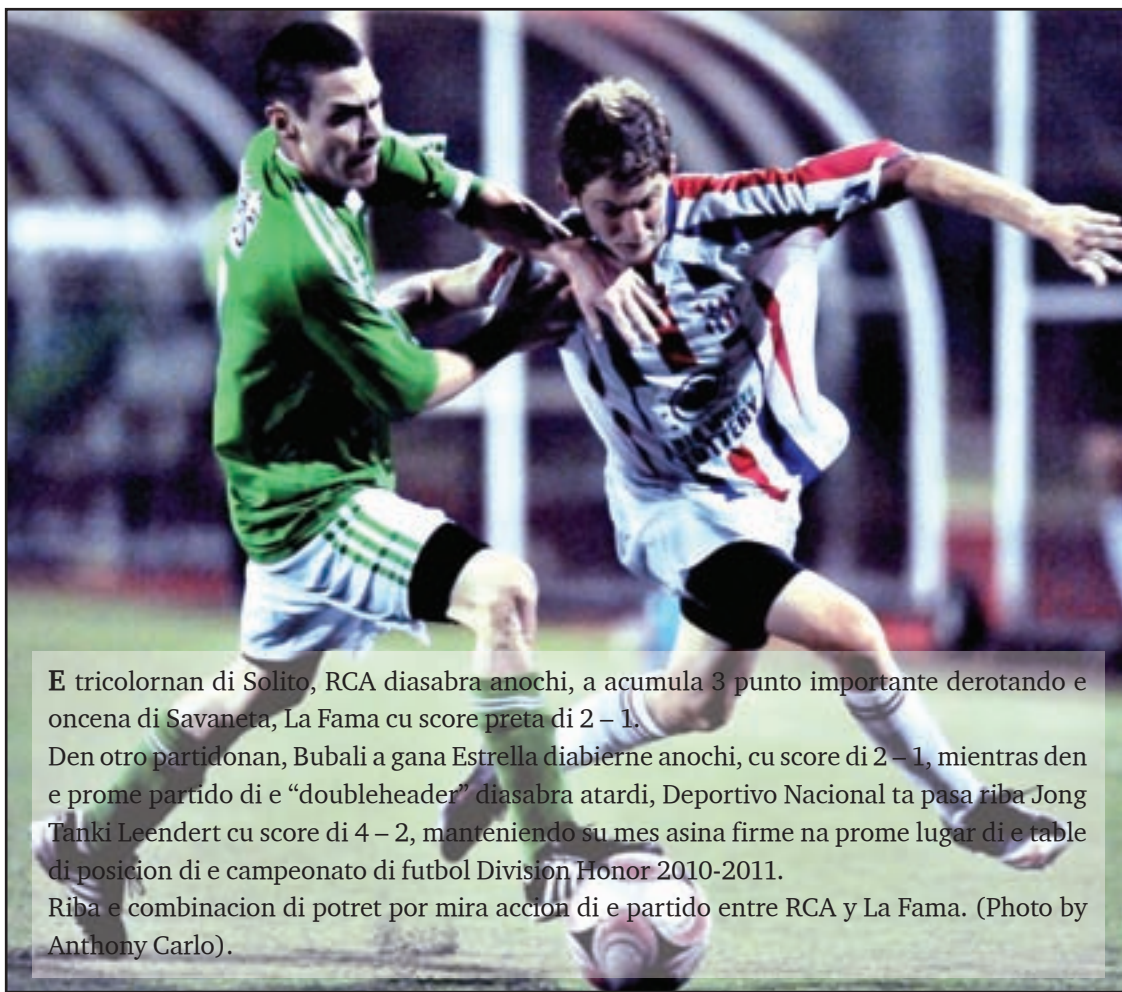 E tricolornan di Solito, RCA diasabra anochi, a acumula 3 punto importante derotando e
oncena di Savaneta, La Fama cu score preta di 2 – 1.
Den otro partidonan, Bubali a gana Estrella diabierne anochi, cu score di 2 – 1, mientras den
e prome partido di e “doubleheader” diasabra atardi, Deportivo Nacional ta pasa riba Jong
Tanki Leendert cu score di 4 – 2, manteniendo su mes asina firme na prome lugar di e table
di posicion di e campeonato di futbol Division Honor 2010-2011.
Riba e combinacion di potret por mira accion di e partido entre RCA y La Fama. (Photo by
Anthony Carlo).
LOTTERY